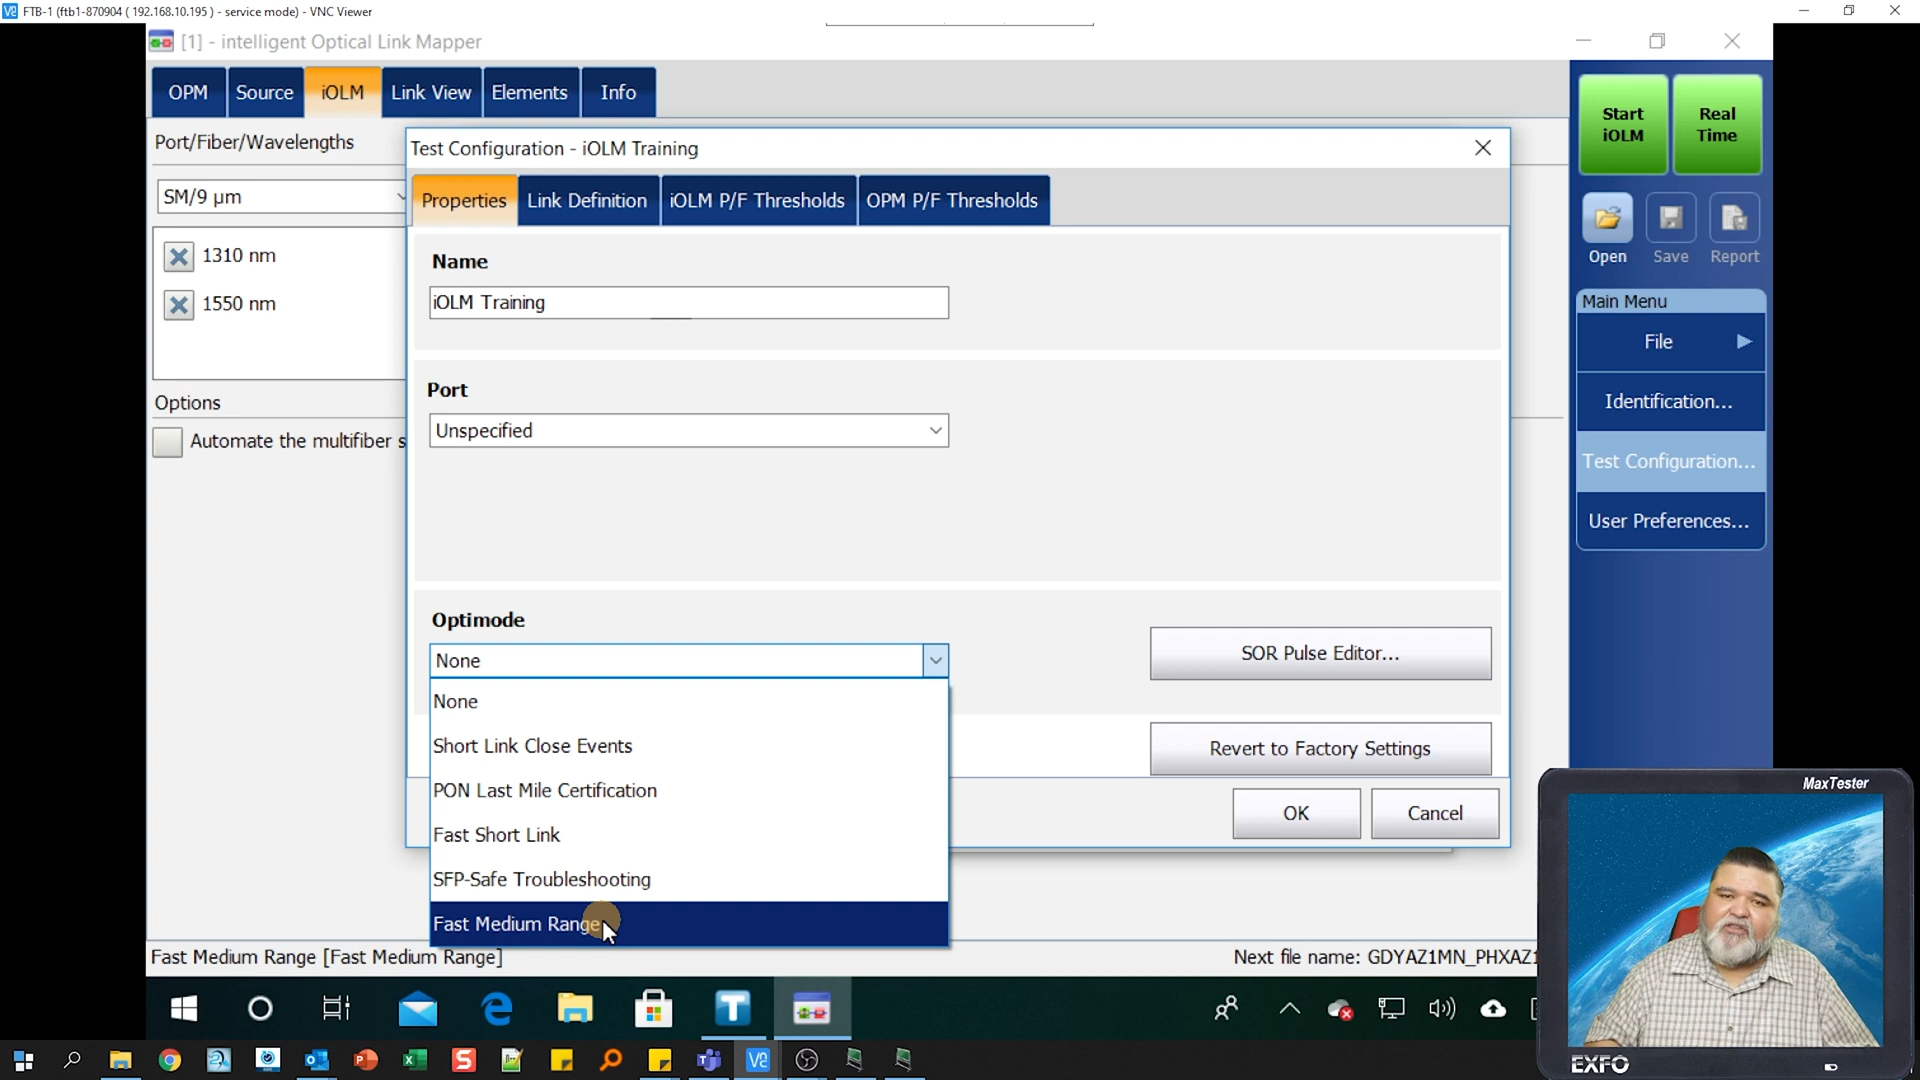 FTB-1 (ftb1-870904 ( 192.168.10.195 ) - service mode) - VNC Viewer
[1] - intelligent Optical Link Mapper
OPM
Source
iOLM
Link View
Elements
Info
Port/Fiber/Wavelengths
SM/9 µm
1310 nm
1550 nm
Options
Automate the multifiber s
Test Configuration - iOLM Training
Properties
Link Definition
iOLM P/F Thresholds
OPM P/F Thresholds
Name
iOLM Training
Port
Unspecified
Optimode
None
None
Short Link Close Events
PON Last Mile Certification
Fast Short Link
SFP-Safe Troubleshooting
Fast Medium Range
SOR Pulse Editor...
Revert to Factory Settings
OK
Cancel
Start
iOLM
Real
Time
Open
Save
Report
Main Menu
File
Identification...
Test Configuration...
User Preferences...
Fast Medium Range [Fast Medium Range]
Next file name: GDYAZ1MN_PHXAZ1
MaxTester
EXFO